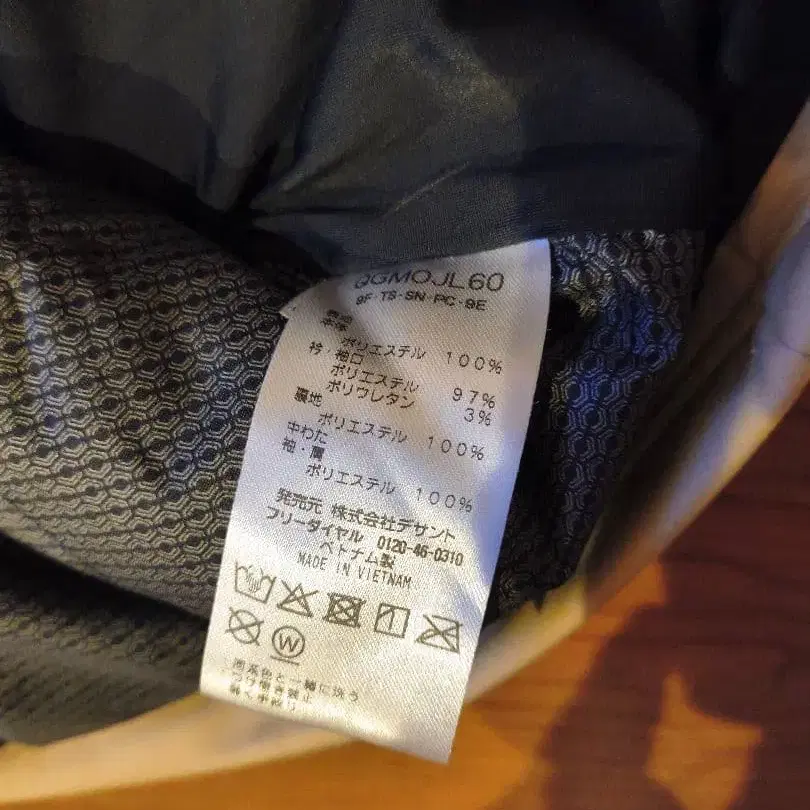 QGMOJL60
9F-TS-SN-PC-9E
本体
ポリエステル 100%
衿・袖口
ポリエステル 97%
ポリウレタン 3%
裏地
ポリエステル 100%
中わた
袖・肩
ポリエステル 100%
発売元 株式会社デサント
フリーダイヤル 0120-46-0310
ベトナム製
MADE IN VIETNAM
W